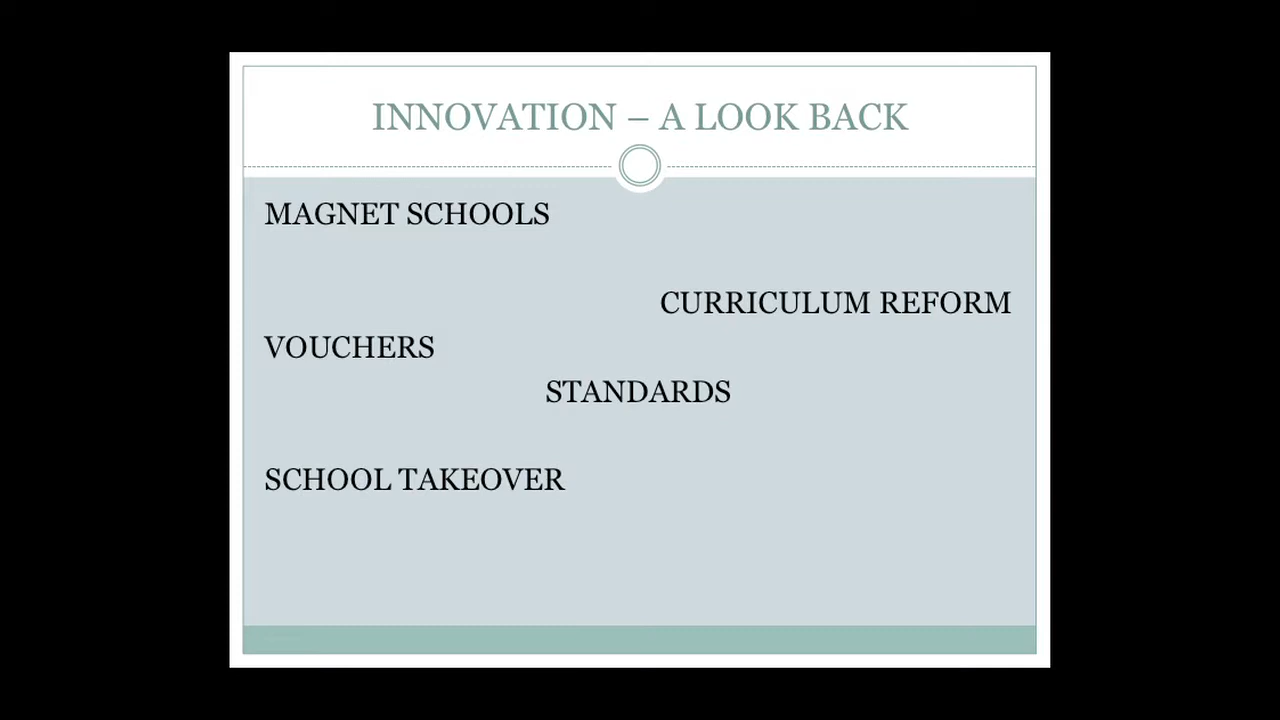 INNOVATION – A LOOK BACK
MAGNET SCHOOLS
CURRICULUM REFORM
VOUCHERS
STANDARDS
SCHOOL TAKEOVER